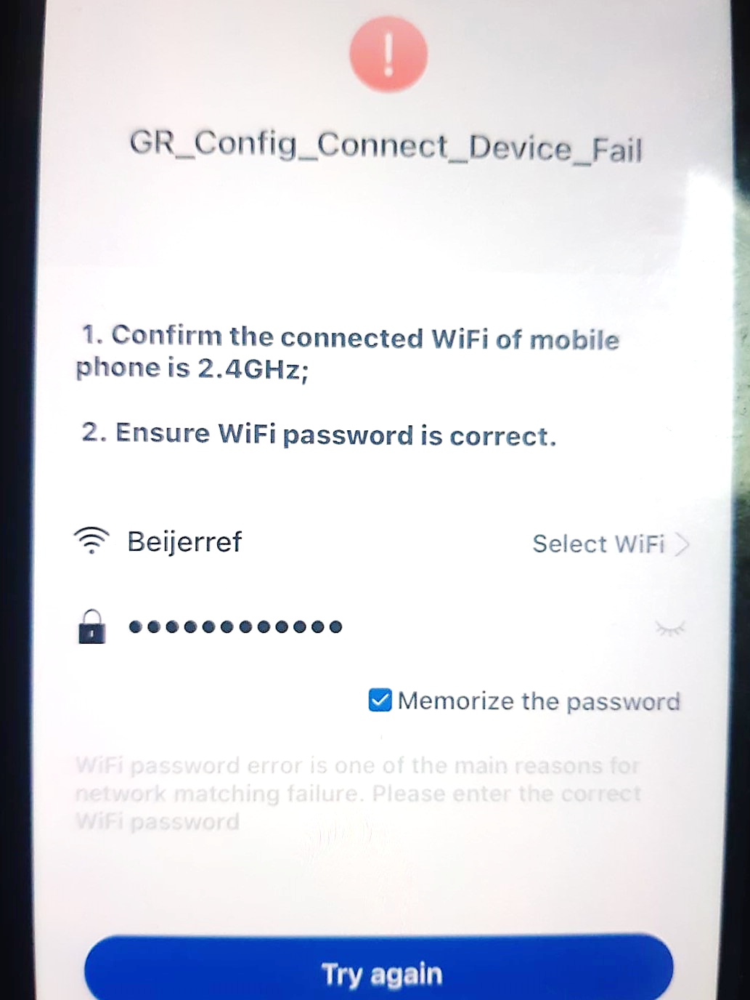 GR_Config_Connect_Device_Fail
1. Confirm the connected WiFi of mobile
phone is 2.4GHz;
2. Ensure WiFi password is correct.
Beijerref
Select WiFi
••••••••••••
Memorize the password
WiFi password error is one of the main reasons for
network matching failure. Please enter the correct
WiFi password
Try again